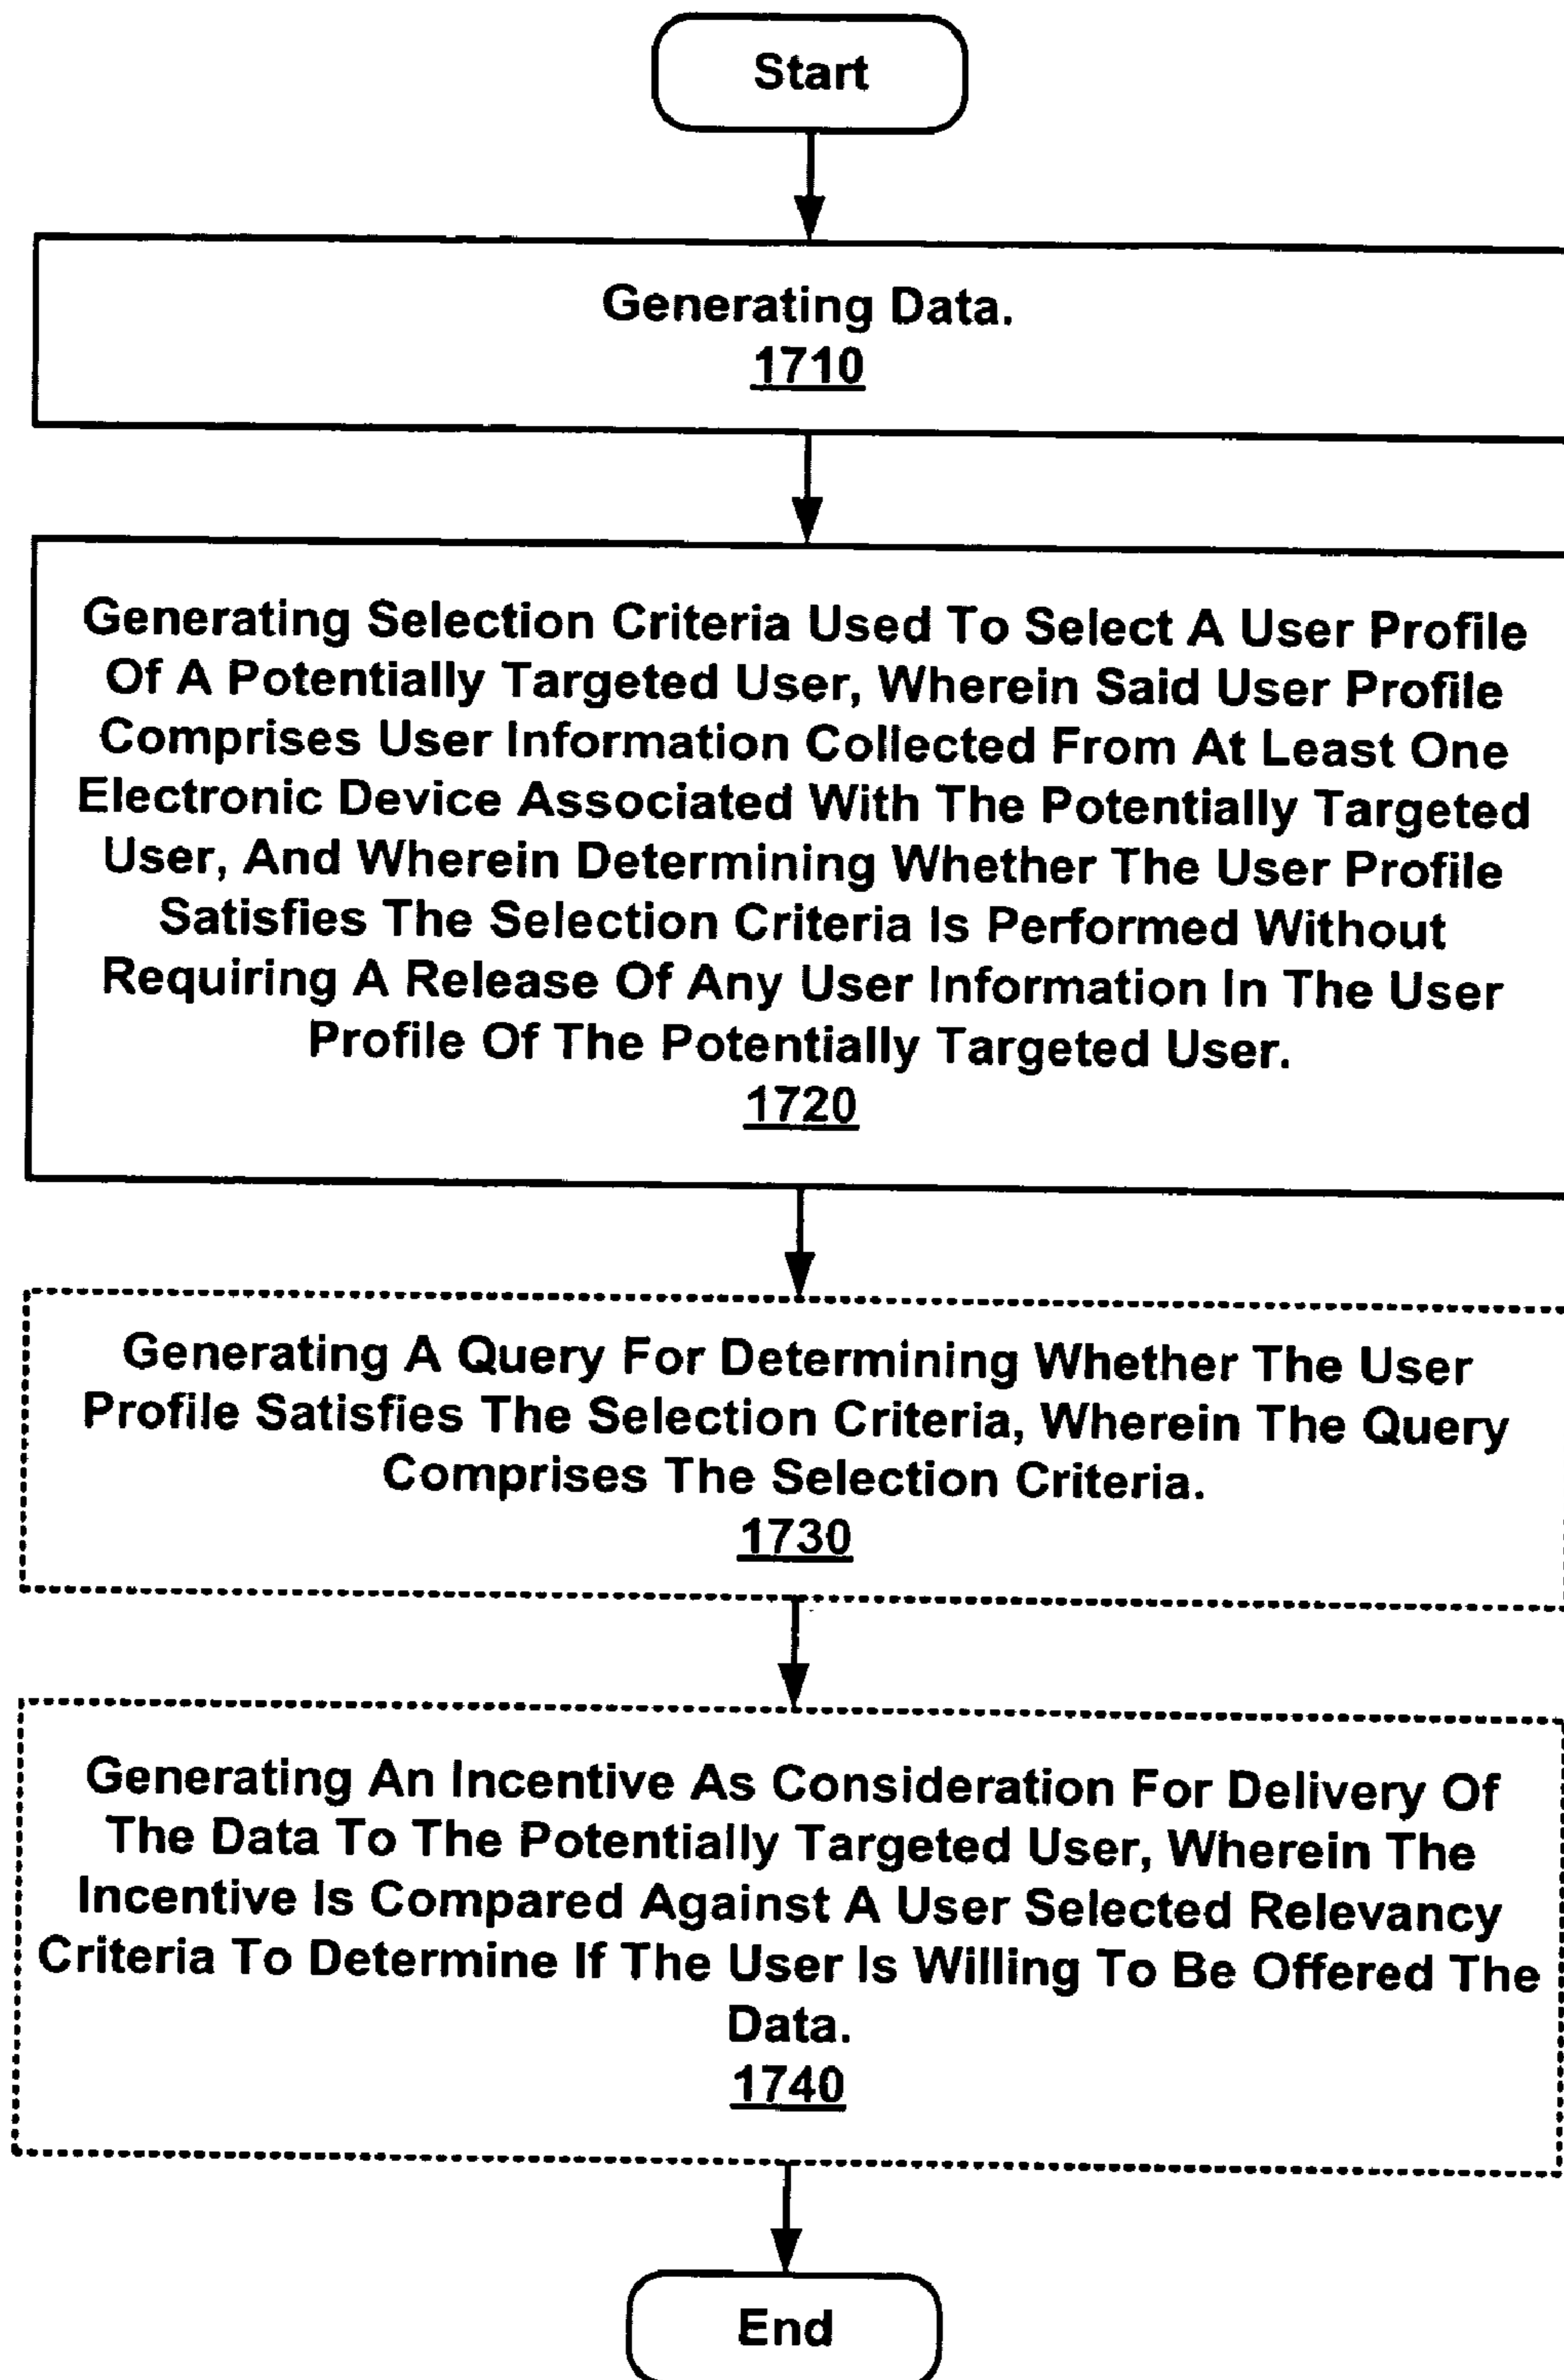 Start
Generating Data.
1710
Generating Selection Criteria Used To Select A User Profile
Of A Potentially Targeted User, Wherein Said User Profile
Comprises User Information Collected From At Least One
Electronic Device Associated With The Potentially Targeted
User, And Wherein Determining Whether The User Profile
Satisfies The Selection Criteria Is Performed Without
Requiring A Release Of Any User Information In The User
Profile Of The Potentially Targeted User.
1720
Generating A Query For Determining Whether The User
Profile Satisfies The Selection Criteria, Wherein The Query
Comprises The Selection Criteria.
1730
Generating An Incentive As Consideration For Delivery Of
The Data To The Potentially Targeted User, Wherein The
Incentive Is Compared Against A User Selected Relevancy
Criteria To Determine If The User Is Willing To Be Offered The
Data.
1740
End